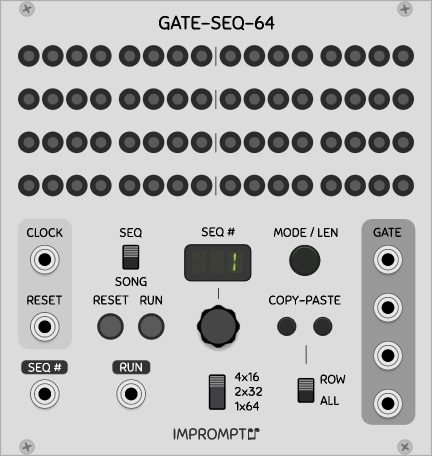 GATE-SEQ-64
CLOCK
SEQ
SEQ #
MODE / LEN
GATE
1
SONG
RESET
RESET RUN
COPY-PASTE
SEQ #
RUN
4x16
2x32
1x64
ROW
ALL
IMPROMPTU